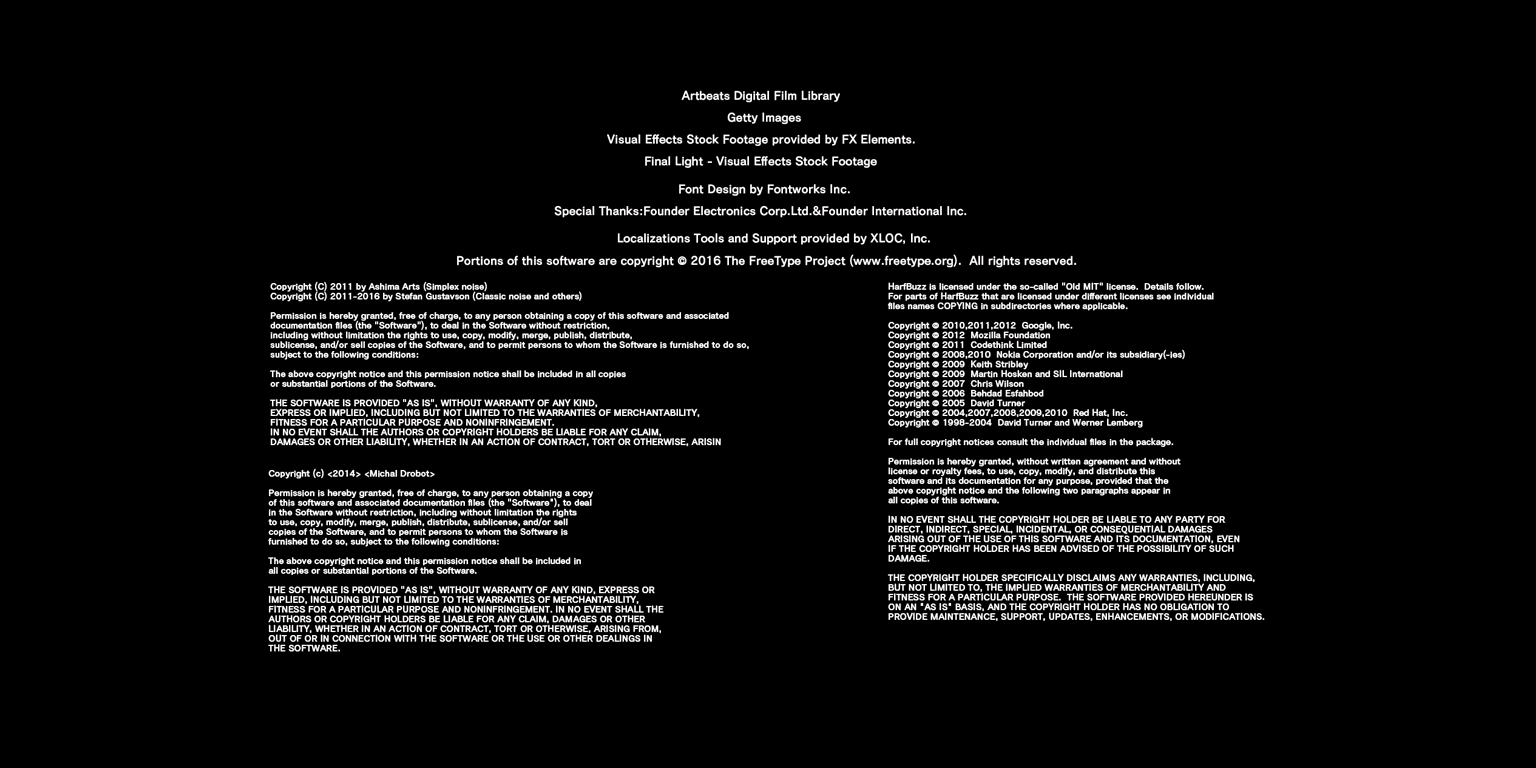 Artbeats Digital Film Library
Getty Images
Visual Effects Stock Footage provided by FX Elements.
Final Light - Visual Effects Stock Footage
Font Design by Fontworks Inc.
Special Thanks:Founder Electronics Corp.Ltd.&Founder International Inc.
Localizations Tools and Support provided by XLOC, Inc.
Portions of this software are copyright © 2016 The FreeType Project (www.freetype.org).  All rights reserved.
Copyright (C) 2011 by Ashima Arts (Simplex noise)
Copyright (C) 2011-2016 by Stefan Gustavson (Classic noise and others)
Permission is hereby granted, free of charge, to any person obtaining a copy of this software and associated
documentation files (the "Software"), to deal in the Software without restriction,
including without limitation the rights to use, copy, modify, merge, publish, distribute,
sublicense, and/or sell copies of the Software, and to permit persons to whom the Software is furnished to do so,
subject to the following conditions:
The above copyright notice and this permission notice shall be included in all copies
or substantial portions of the Software.
THE SOFTWARE IS PROVIDED "AS IS", WITHOUT WARRANTY OF ANY KIND,
EXPRESS OR IMPLIED, INCLUDING BUT NOT LIMITED TO THE WARRANTIES OF MERCHANTABILITY,
FITNESS FOR A PARTICULAR PURPOSE AND NONINFRINGEMENT.
IN NO EVENT SHALL THE AUTHORS OR COPYRIGHT HOLDERS BE LIABLE FOR ANY CLAIM,
DAMAGES OR OTHER LIABILITY, WHETHER IN AN ACTION OF CONTRACT, TORT OR OTHERWISE, ARISIN
Copyright (c) <2014> <Michal Drobot>
Permission is hereby granted, free of charge, to any person obtaining a copy
of this software and associated documentation files (the "Software"), to deal
in the Software without restriction, including without limitation the rights
to use, copy, modify, merge, publish, distribute, sublicense, and/or sell
copies of the Software, and to permit persons to whom the Software is
furnished to do so, subject to the following conditions:
The above copyright notice and this permission notice shall be included in
all copies or substantial portions of the Software.
THE SOFTWARE IS PROVIDED "AS IS", WITHOUT WARRANTY OF ANY KIND, EXPRESS OR
IMPLIED, INCLUDING BUT NOT LIMITED TO THE WARRANTIES OF MERCHANTABILITY,
FITNESS FOR A PARTICULAR PURPOSE AND NONINFRINGEMENT. IN NO EVENT SHALL THE
AUTHORS OR COPYRIGHT HOLDERS BE LIABLE FOR ANY CLAIM, DAMAGES OR OTHER
LIABILITY, WHETHER IN AN ACTION OF CONTRACT, TORT OR OTHERWISE, ARISING FROM,
OUT OF OR IN CONNECTION WITH THE SOFTWARE OR THE USE OR OTHER DEALINGS IN
THE SOFTWARE.
HarfBuzz is licensed under the so-called "Old MIT" license.  Details follow.
For parts of HarfBuzz that are licensed under different licenses see individual
files names COPYING in subdirectories where applicable.
Copyright © 2010,2011,2012  Google, Inc.
Copyright © 2012  Mozilla Foundation
Copyright © 2011  Codethink Limited
Copyright © 2008,2010  Nokia Corporation and/or its subsidiary(-ies)
Copyright © 2009  Keith Stribley
Copyright © 2009  Martin Hosken and SIL International
Copyright © 2007  Chris Wilson
Copyright © 2006  Behdad Esfahbod
Copyright © 2005  David Turner
Copyright © 2004,2007,2008,2009,2010  Red Hat, Inc.
Copyright © 1998-2004  David Turner and Werner Lemberg
For full copyright notices consult the individual files in the package.
Permission is hereby granted, without written agreement and without
license or royalty fees, to use, copy, modify, and distribute this
software and its documentation for any purpose, provided that the
above copyright notice and the following two paragraphs appear in
all copies of this software.
IN NO EVENT SHALL THE COPYRIGHT HOLDER BE LIABLE TO ANY PARTY FOR
DIRECT, INDIRECT, SPECIAL, INCIDENTAL, OR CONSEQUENTIAL DAMAGES
ARISING OUT OF THE USE OF THIS SOFTWARE AND ITS DOCUMENTATION, EVEN
IF THE COPYRIGHT HOLDER HAS BEEN ADVISED OF THE POSSIBILITY OF SUCH
DAMAGE.
THE COPYRIGHT HOLDER SPECIFICALLY DISCLAIMS ANY WARRANTIES, INCLUDING,
BUT NOT LIMITED TO, THE IMPLIED WARRANTIES OF MERCHANTABILITY AND
FITNESS FOR A PARTICULAR PURPOSE.  THE SOFTWARE PROVIDED HEREUNDER IS
ON AN "AS IS" BASIS, AND THE COPYRIGHT HOLDER HAS NO OBLIGATION TO
PROVIDE MAINTENANCE, SUPPORT, UPDATES, ENHANCEMENTS, OR MODIFICATIONS.